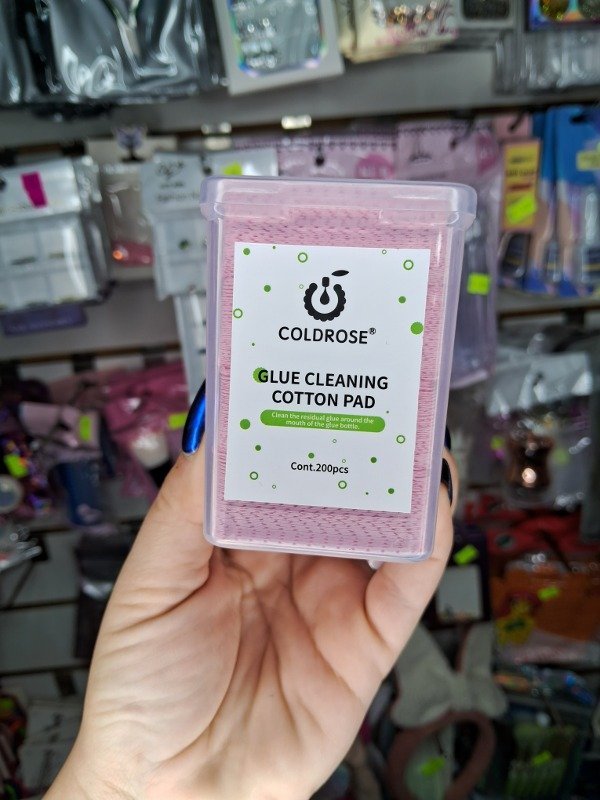 COLDROSE®
GLUE CLEANING
COTTON PAD
Clean the residual glue around the
mouth of the glue bottle.
Cont.200pcs